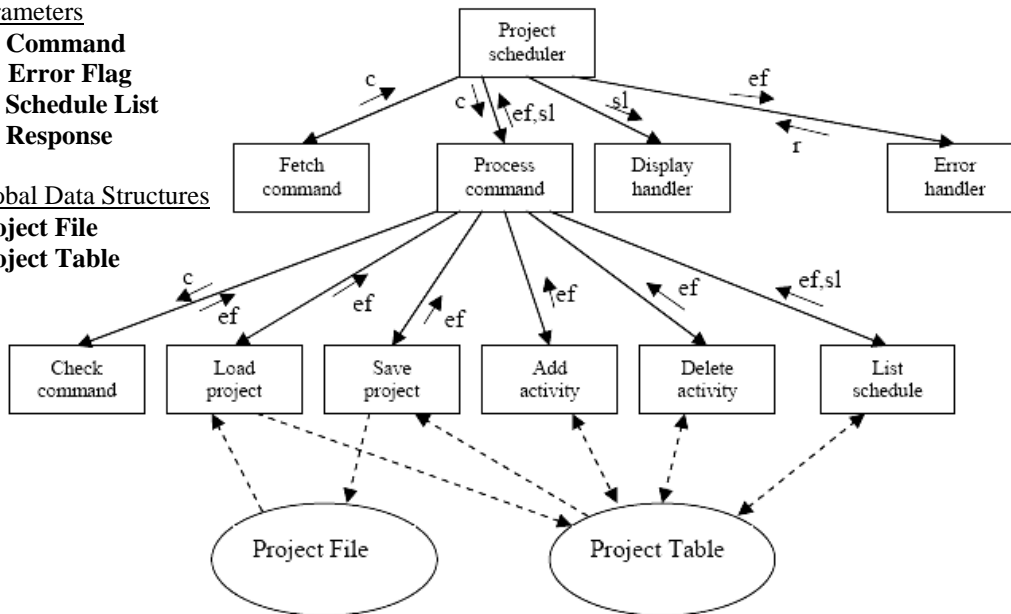 rameters
Command
Error Flag
Schedule List
Response
obal Data Structures
oject File
oject Table
Project
scheduler
c
c
ef,sl
sl
ef
r
Fetch
command
Process
command
Display
handler
Error
handler
c
ef
ef
ef
ef
ef
ef,sl
Check
command
Load
project
Save
project
Add
activity
Delete
activity
List
schedule
Project File
Project Table